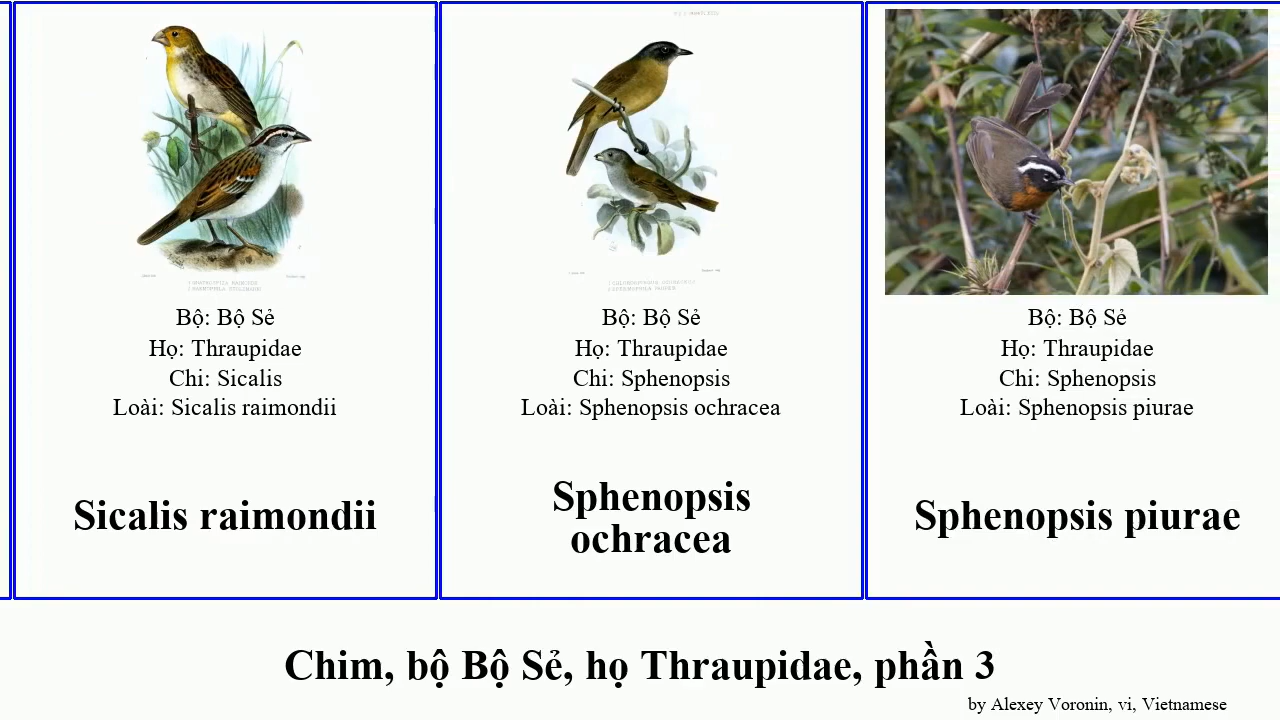 Bộ: Bộ Sẻ
Họ: Thraupidae
Chi: Sicalis
Loài: Sicalis raimondii
Sicalis raimondii
Bộ: Bộ Sẻ
Họ: Thraupidae
Chi: Sphenopsis
Loài: Sphenopsis ochracea
Sphenopsis
ochracea
Bộ: Bộ Sẻ
Họ: Thraupidae
Chi: Sphenopsis
Loài: Sphenopsis piurae
Sphenopsis piurae
Chim, bộ Bộ Sẻ, họ Thraupidae, phần 3
by Alexey Voronin, vi, Vietnamese